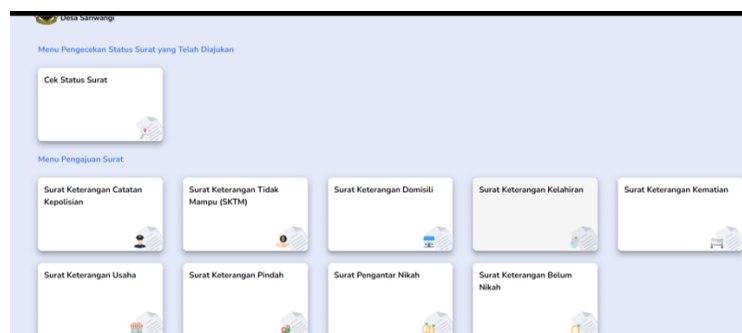 Desa Sariwangi
Menu Pengecekan Status Surat yang Telah Diajukan
Cek Status Surat
Menu Pengajuan Surat
Surat Keterangan Catatan
Kepolisian
Surat Keterangan Tidak
Mampu (SKTM)
Surat Keterangan Domisili
Surat Keterangan Kelahiran
Surat Keterangan Kematian
Surat Keterangan Usaha
Surat Keterangan Pindah
Surat Pengantar Nikah
Surat Keterangan Belum
Nikah